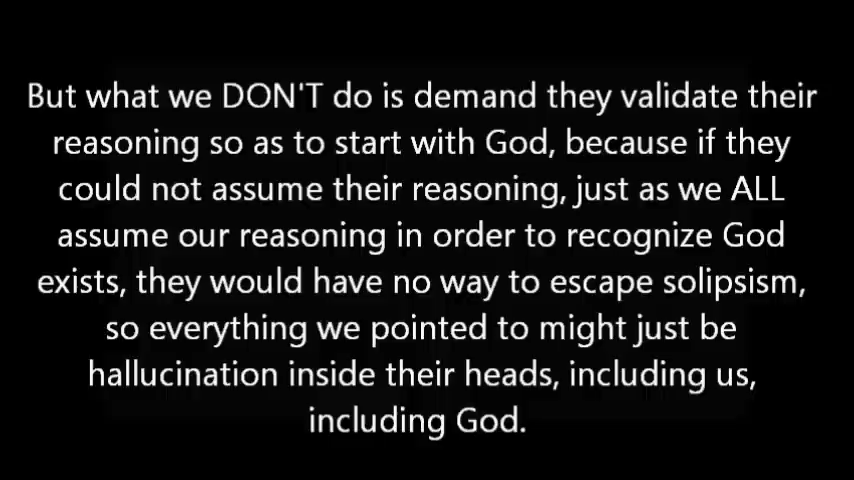 But what we DON'T do is demand they validate their
reasoning so as to start with God, because if they
could not assume their reasoning, just as we ALL
assume our reasoning in order to recognize God
exists, they would have no way to escape solipsism,
so everything we pointed to might just be
hallucination inside their heads, including us,
including God.